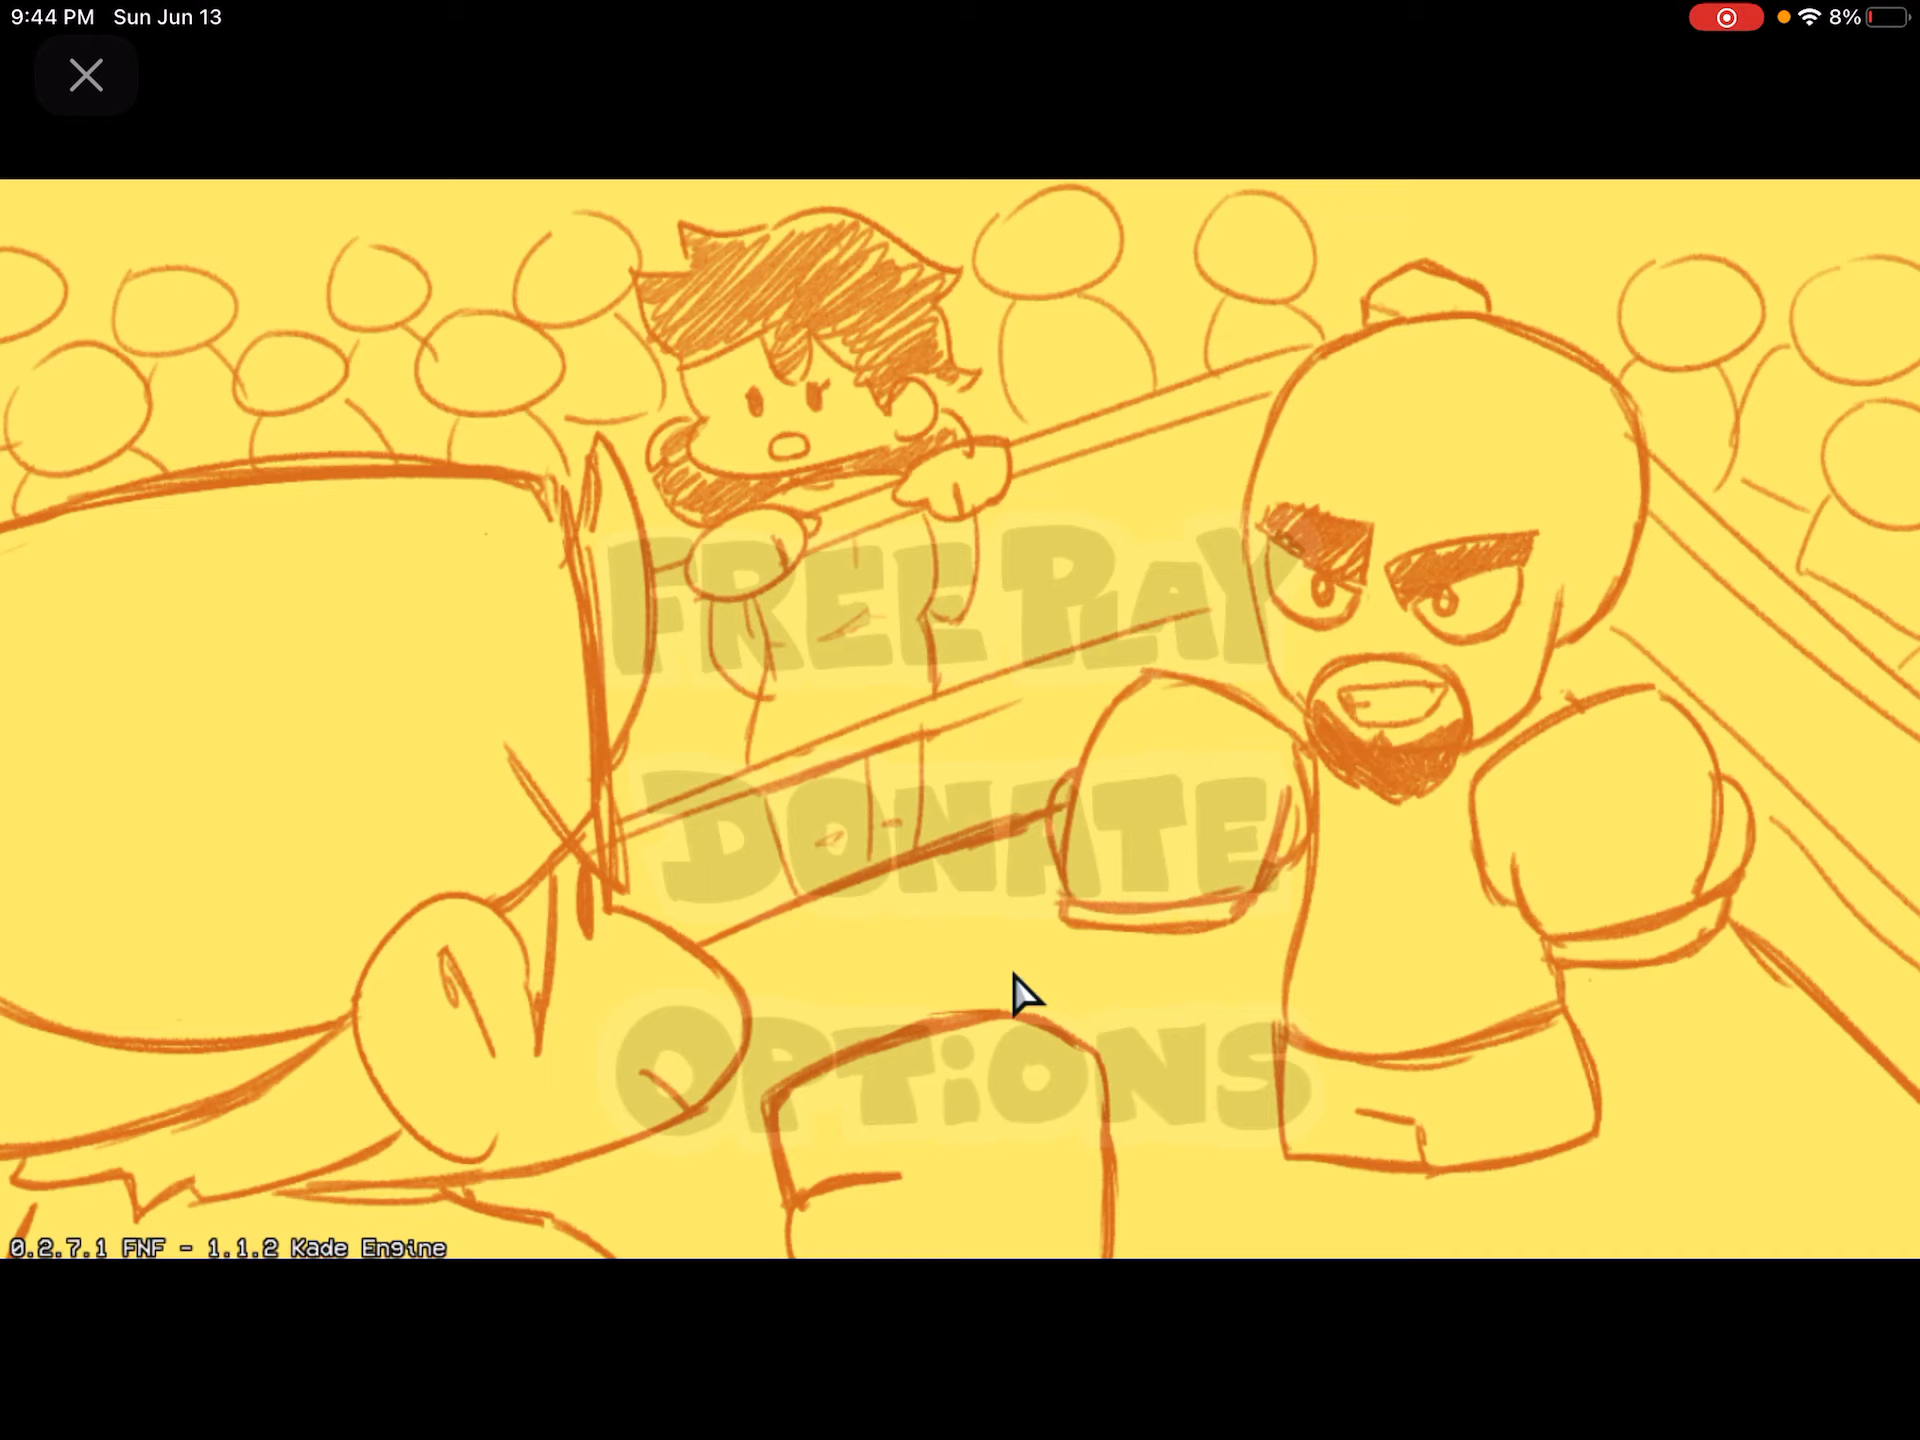 9:44 PM Sun Jun 13
8%
FREE PLAY
DONATE
OPTiONS
0.2.7.1 FNF - 1.1.2 Kade Engine